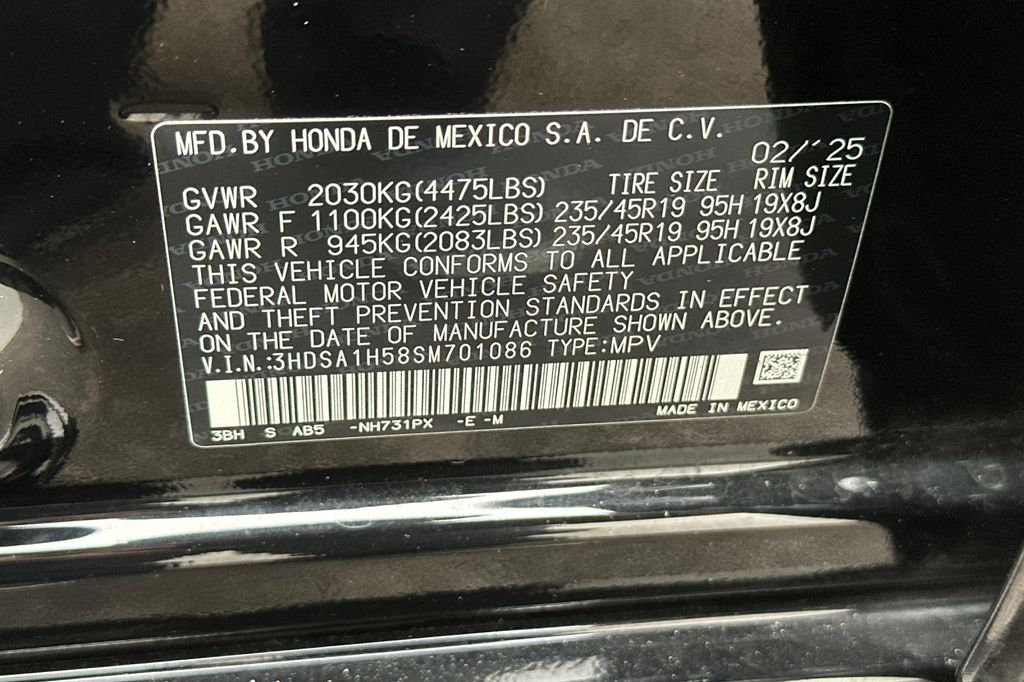 MFD.BY HONDA DE MEXICO S.A. DE C.V.
02/'25
GVWR 2030KG(4475LBS) TIRE SIZE RIM SIZE
GAWR F 1100KG(2425LBS) 235/45R19 95H 19X8J
GAWR R 945KG(2083LBS) 235/45R19 95H 19X8J
THIS VEHICLE CONFORMS TO ALL APPLICABLE
FEDERAL MOTOR VEHICLE SAFETY
AND THEFT PREVENTION STANDARDS IN EFFECT
ON THE DATE OF MANUFACTURE SHOWN ABOVE.
V.I.N.:3HDSA1H58SM701086 TYPE:MPV
3BH S AB5 -NH731PX -E -M MADE IN MEXICO